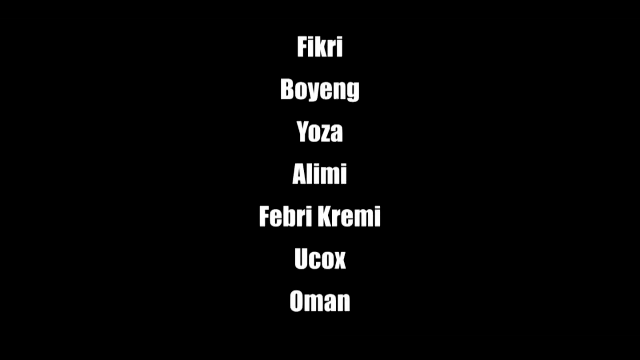 Fikri
Boyeng
Yoza
Alimi
Febri Kremi
Ucox
Oman